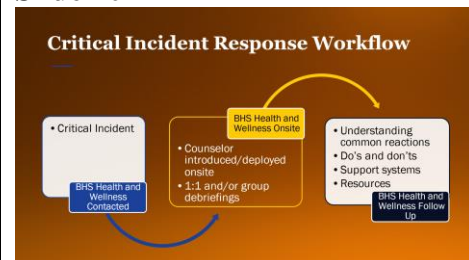 Critical Incident Response Workflow
• Critical Incident
BHS Health and
Wellness
Contacted
BHS Health and
Wellness Onsite
• Counselor
introduced/deployed
onsite
• 1:1 and/or group
debriefings
• Understanding
common reactions
• Do's and don'ts
• Support systems
• Resources
BHS Health and
Wellness Follow
Up